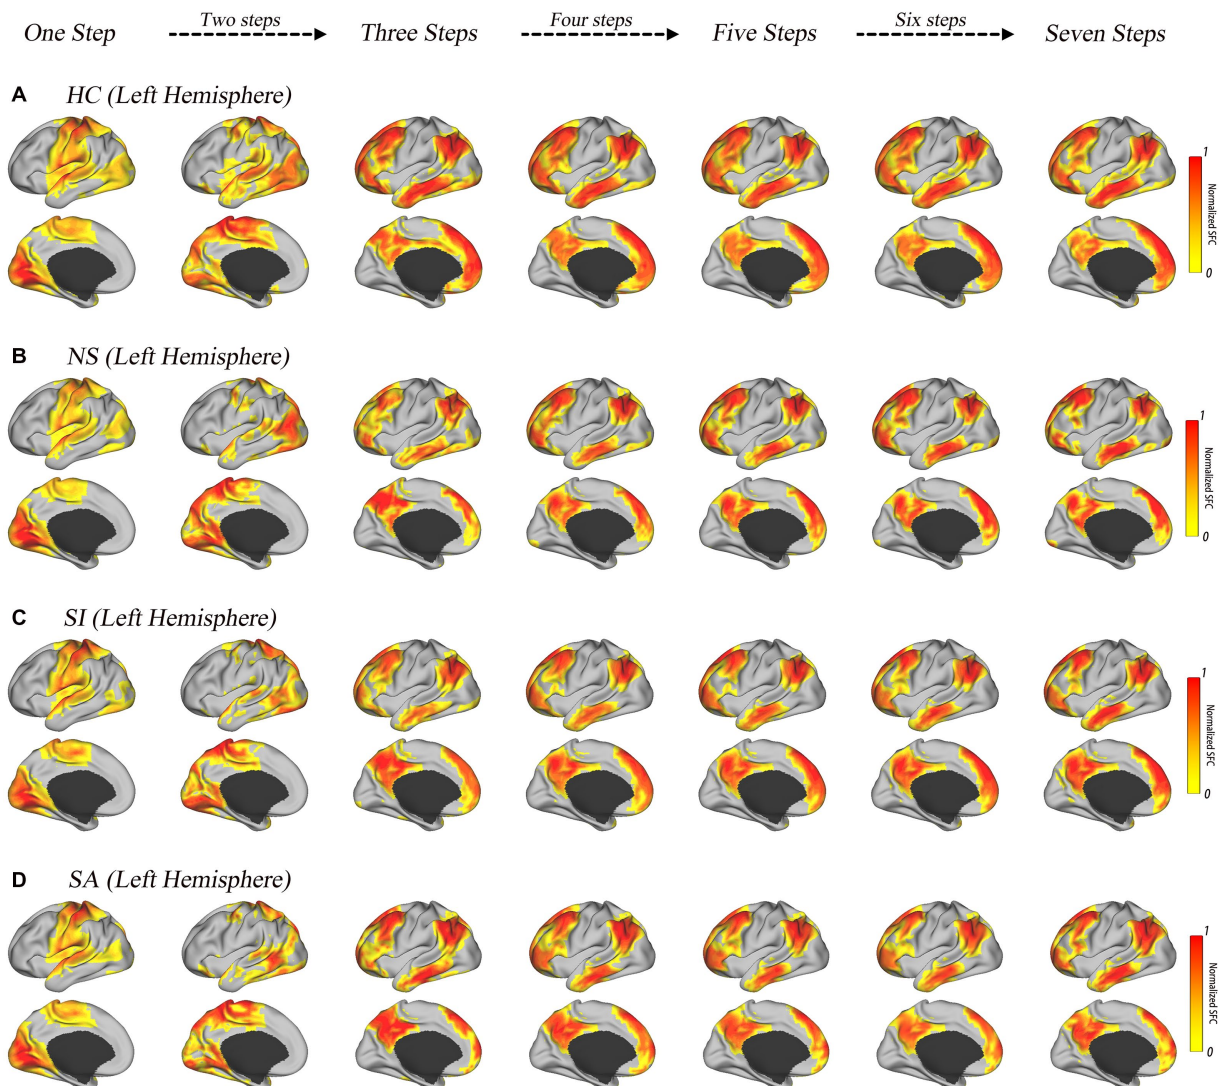 One Step Two steps Three Steps Four steps Five Steps Six steps Seven Steps
A HC (Left Hemisphere)
1
Normalized SFC
0
B NS (Left Hemisphere)
1
Normalized SFC
0
C SI (Left Hemisphere)
1
Normalized SFC
0
D SA (Left Hemisphere)
1
Normalized SFC
0